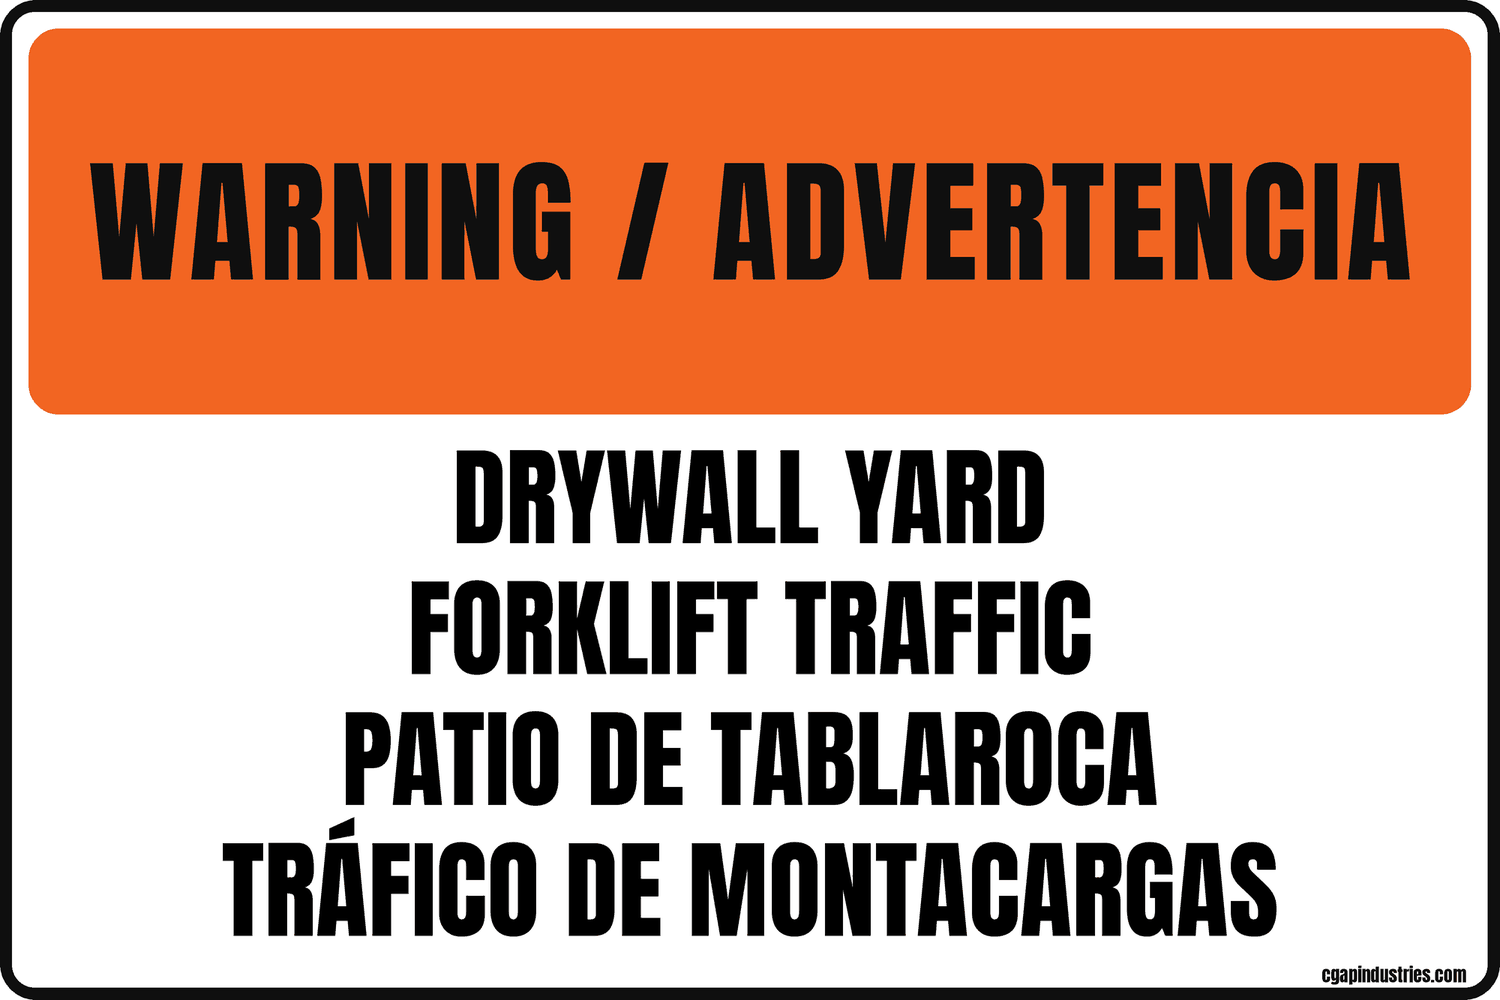 WARNING / ADVERTENCIA
DRYWALL YARD
FORKLIFT TRAFFIC
PATIO DE TABLAROCA
TRÁFICO DE MONTACARGAS
cgapindustries.com